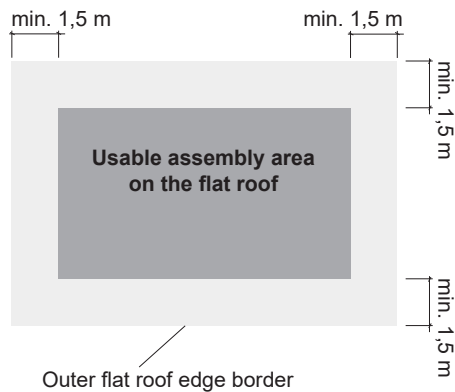 min. 1,5 m
min. 1,5 m
min. 1,5 m
Usable assembly area
on the flat roof
min. 1,5 m
Outer flat roof edge border